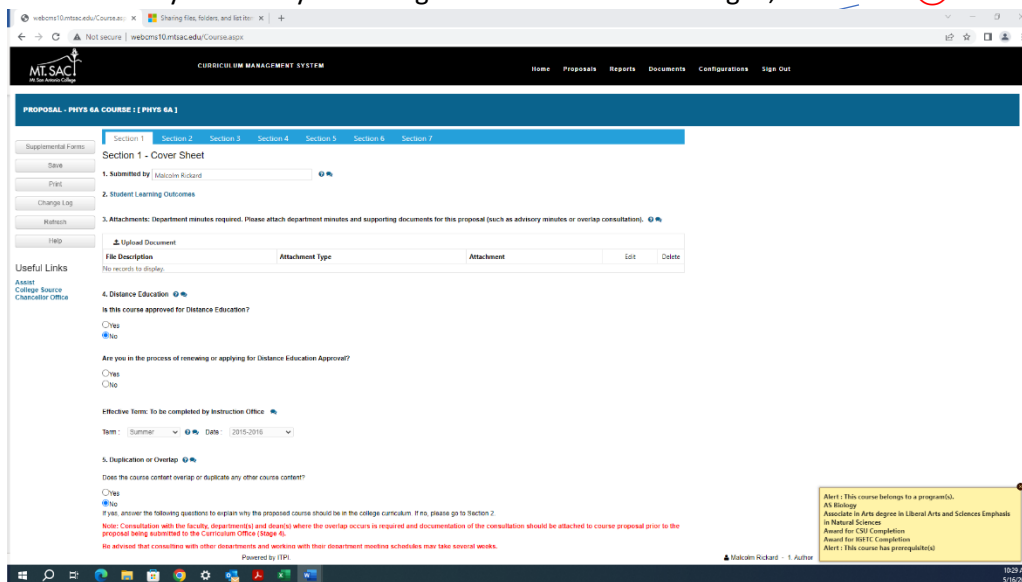 webcms10.mtsac.edu/Course.as
Sharing files, folders, and list iter
Not secure | webcms10.mtsac.edu/Course.aspx
MT. SAC
Mt. San Antonio College
CURRICULUM MANAGEMENT SYSTEM
Home Proposals Reports Documents Configurations Sign Out
PROPOSAL - PHYS 6A COURSE : [ PHYS 6A ]
Supplemental Forms
Save
Print
Change Log
Refresh
Help
Useful Links
Assist
College Source
Chancellor Office
Section 1 Section 2 Section 3 Section 4 Section 5 Section 6 Section 7
Section 1 - Cover Sheet
1. Submitted by Malcolm Rickard
2. Student Learning Outcomes
3. Attachments: Department minutes required. Please attach department minutes and supporting documents for this proposal (such as advisory minutes or overlap consultation).
Upload Document
File Description Attachment Type Attachment Edit Delete
No records to display.
4. Distance Education
Is this course approved for Distance Education?
Yes
No
Are you in the process of renewing or applying for Distance Education Approval?
Yes
No
Effective Term: To be completed by Instruction Office
Term : Summer Date : 2015-2016
5. Duplication or Overlap
Does the course content overlap or duplicate any other course content?
Yes
No
If yes, answer the following questions to explain why the proposed course should be in the college curriculum. If no, please go to Section 2.
Note: Consultation with the faculty, department(s) and dean(s) where the overlap occurs is required and documentation of the consultation should be attached to course proposal prior to the
proposal being submitted to the Curriculum Office (Stage 4).
Be advised that consulting with other departments and working with their department meeting schedules may take several weeks.
Powered by ITPI.
Malcolm Rickard - 1. Author
Alert : This course belongs to a program(s).
AS Biology
Associate in Arts degree in Liberal Arts and Sciences Emphasis
in Natural Sciences
Award for CSU Completion
Award for IGETC Completion
Alert : This course has prerequisite(s)
10:29 A
5/16/2